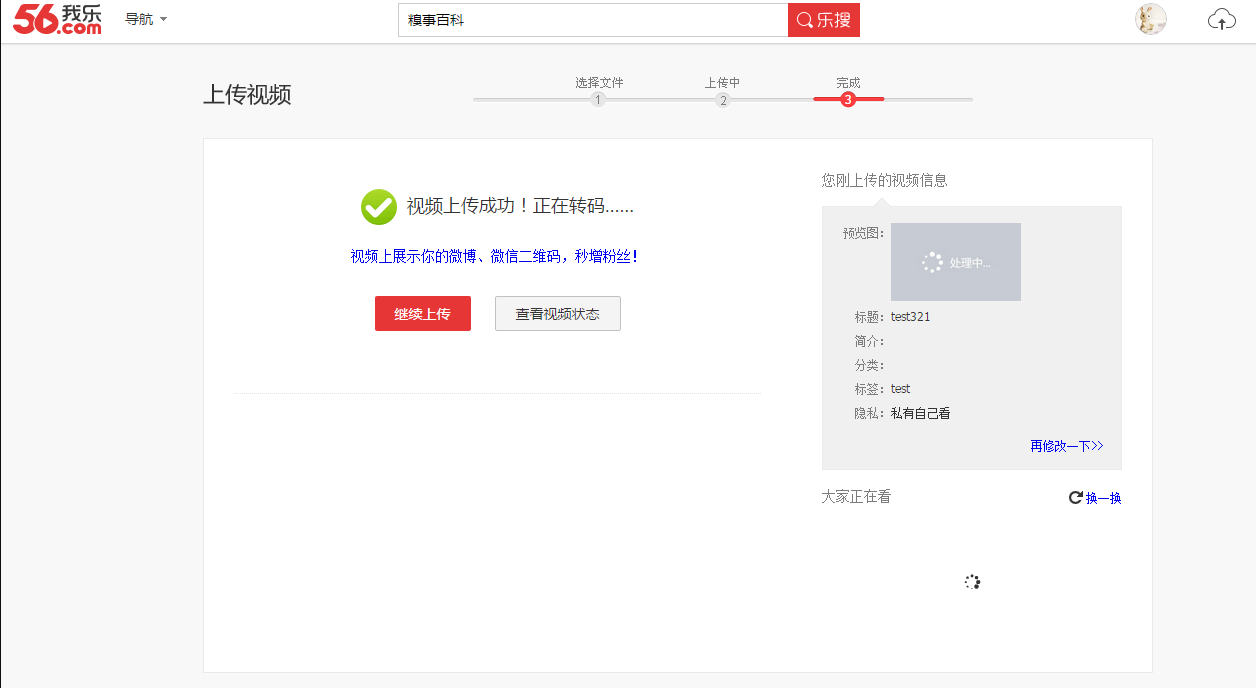 56我乐.com 导航 糗事百科 乐搜
上传视频
选择文件 上传中 完成
1 2 3
视频上传成功！正在转码......
视频上展示你的微博、微信二维码，秒增粉丝！
继续上传 查看视频状态
您刚上传的视频信息
预览图： 处理中...
标题：test321
简介：
分类：
标签：test
隐私：私有自己看
再修改一下>>
大家正在看 换一换